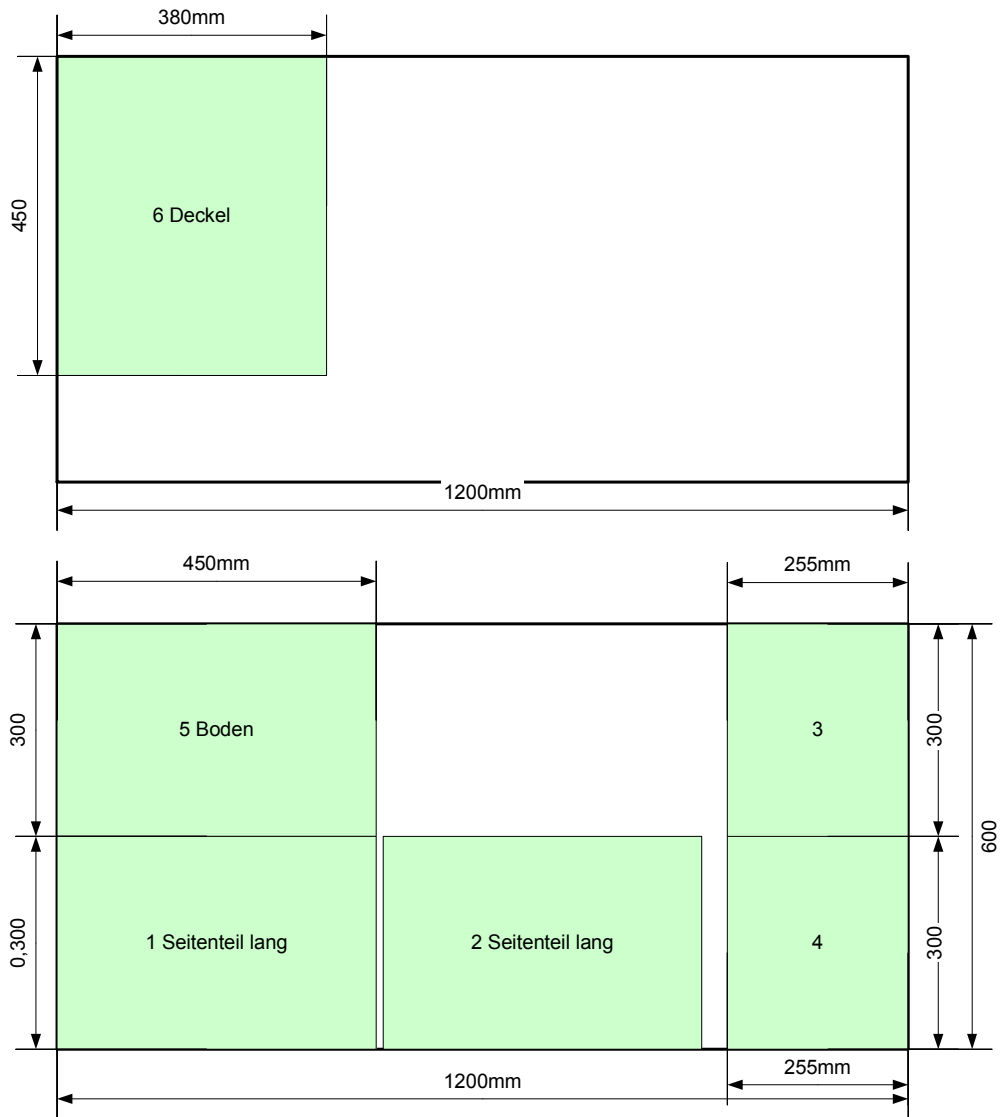 380mm
450
6 Deckel
1200mm
450mm
255mm
300
5 Boden
3
300
600
0,300
1 Seitenteil lang
2 Seitenteil lang
4
300
1200mm
255mm